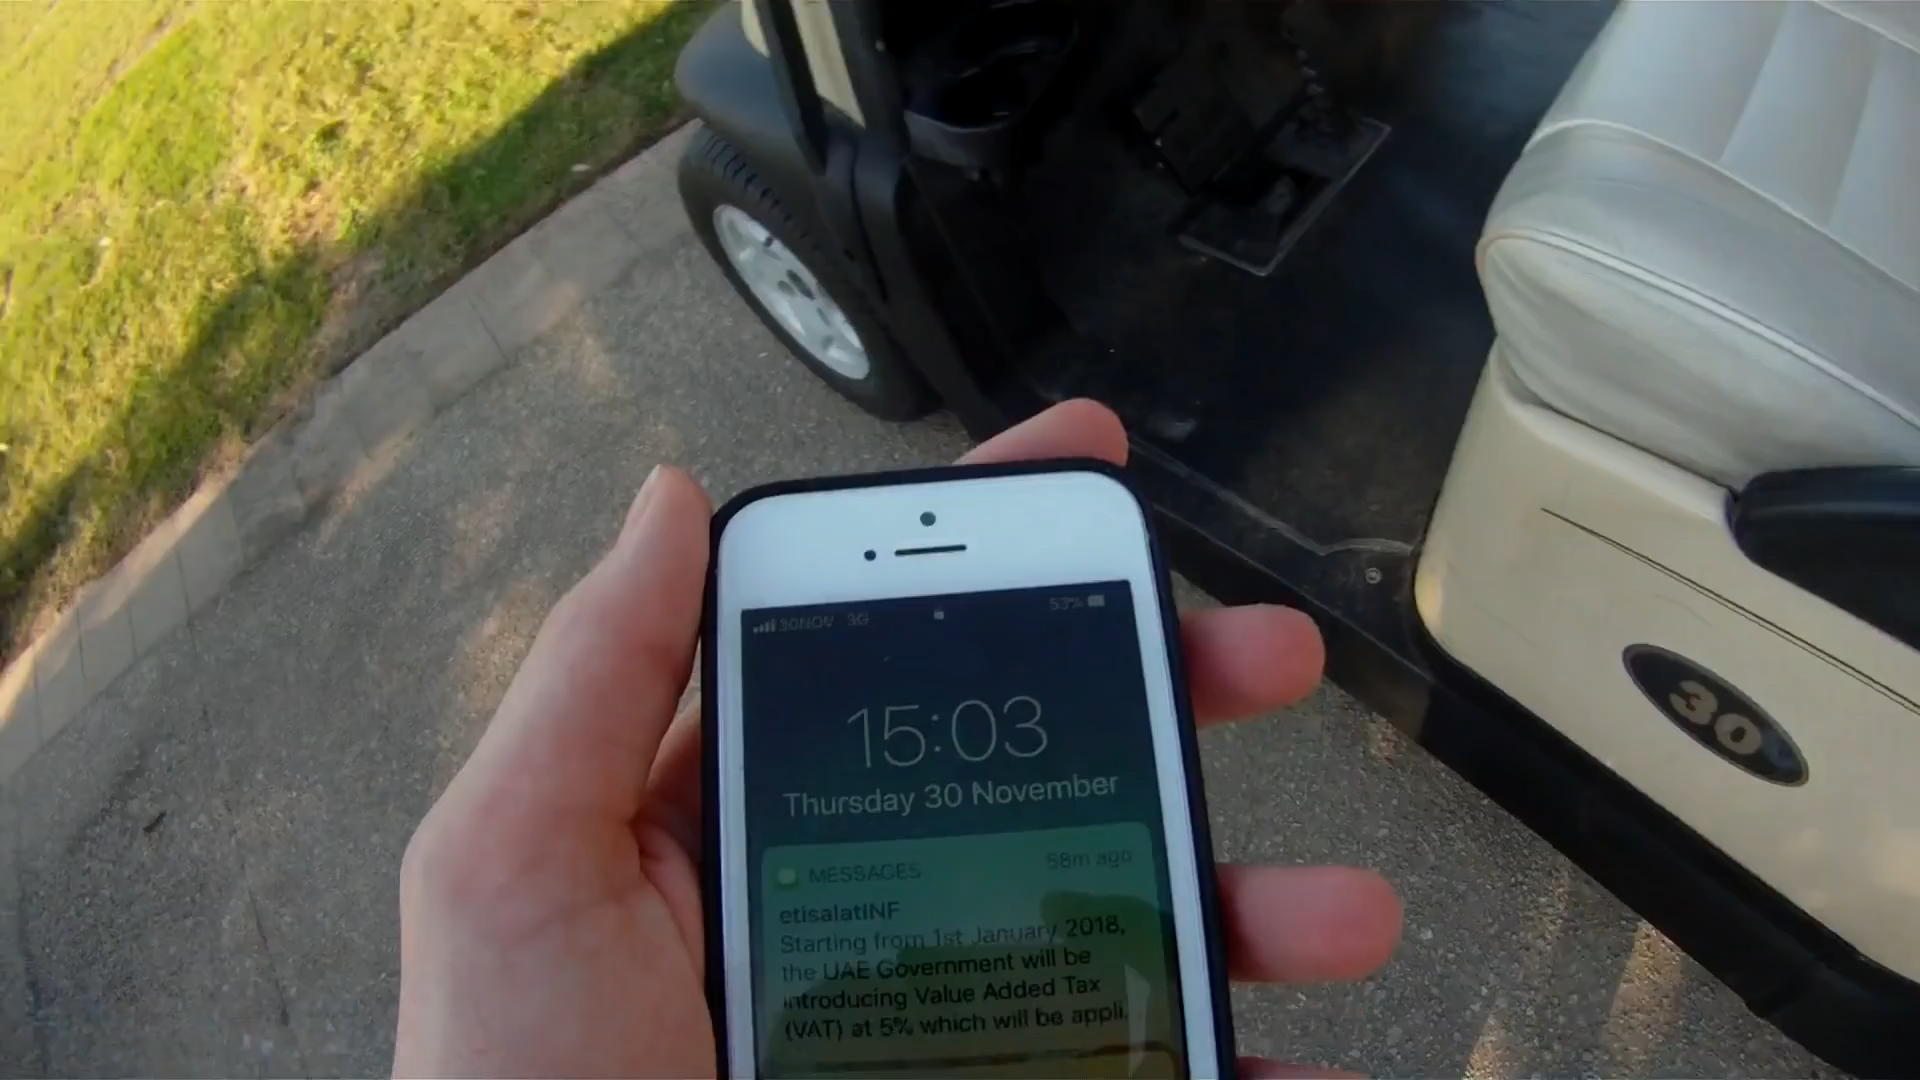 30NOV 3G 53%
15:03
Thursday 30 November
MESSAGES 58m ago
etisalatINF
Starting from 1st January 2018,
the UAE Government will be
introducing Value Added Tax
(VAT) at 5% which will be appli.
30